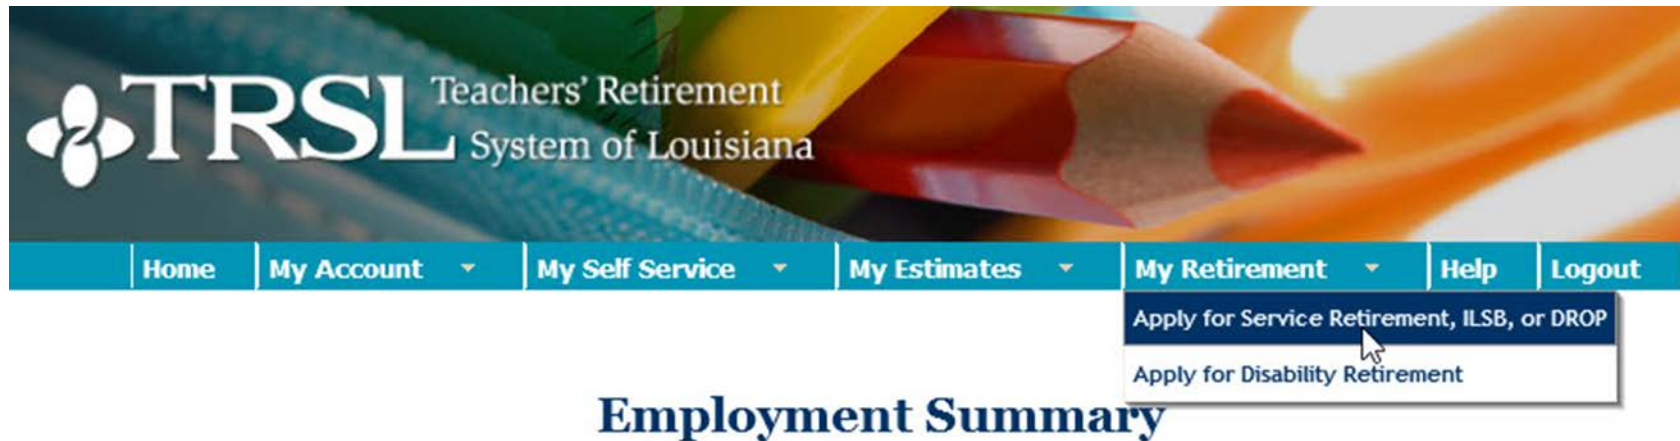 TRSL Teachers' Retirement
System of Louisiana
Home My Account My Self Service My Estimates My Retirement Help Logout
Apply for Service Retirement, ILSB, or DROP
Apply for Disability Retirement
Employment Summary